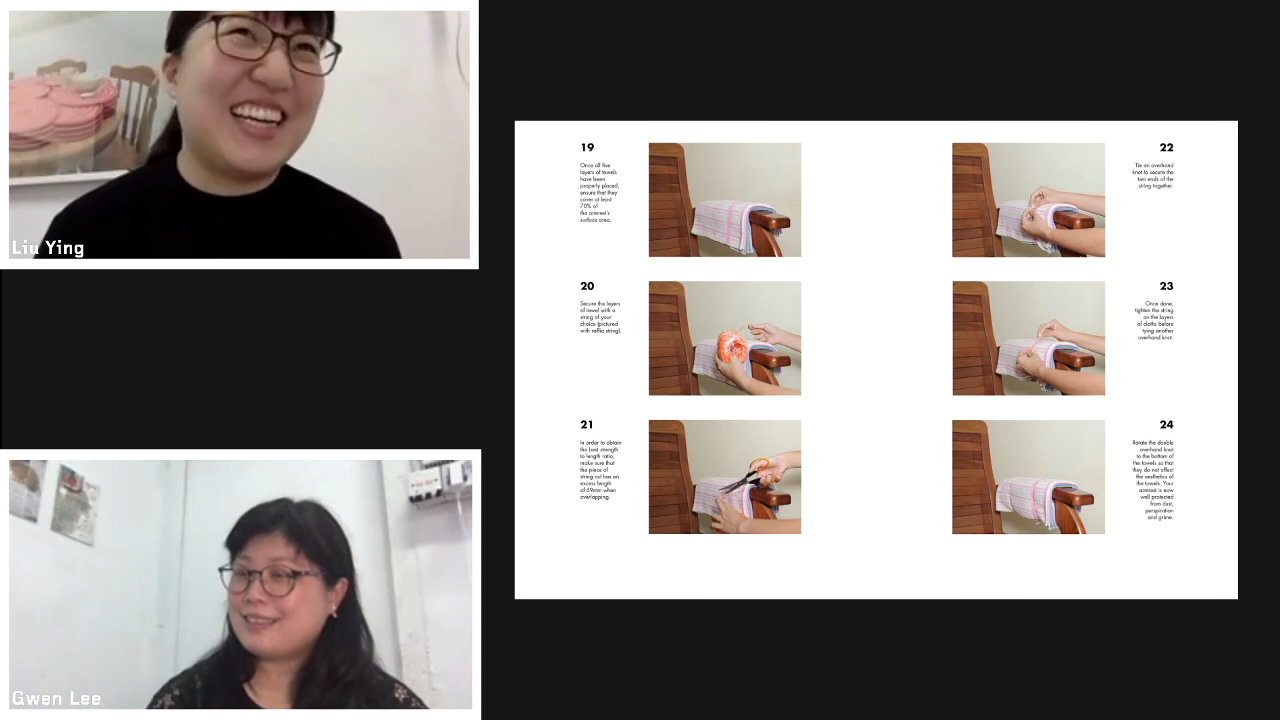 Liu Ying
Gwen Lee
19
Once all five
layers of towels
have been
properly placed,
ensure that they
cover at least
70% of
the armrest's
surface area.
20
Secure the layers
of towel with a
string of your
choice (pictured
with raffia string).
21
In order to obtain
the best strength
to length ratio,
make sure that
the piece of
string cut has an
excess length
of 69mm when
overlapping.
22
Tie an overhand
knot to secure the
two ends of the
string together.
23
Once done,
tighten the string
on the layers
of cloths before
tying another
overhand knot.
24
Rotate the double
overhand knot
to the bottom of
the towels so that
they do not affect
the aesthetics of
the towels. Your
armrest is now
well protected
from dust,
perspiration
and grime.